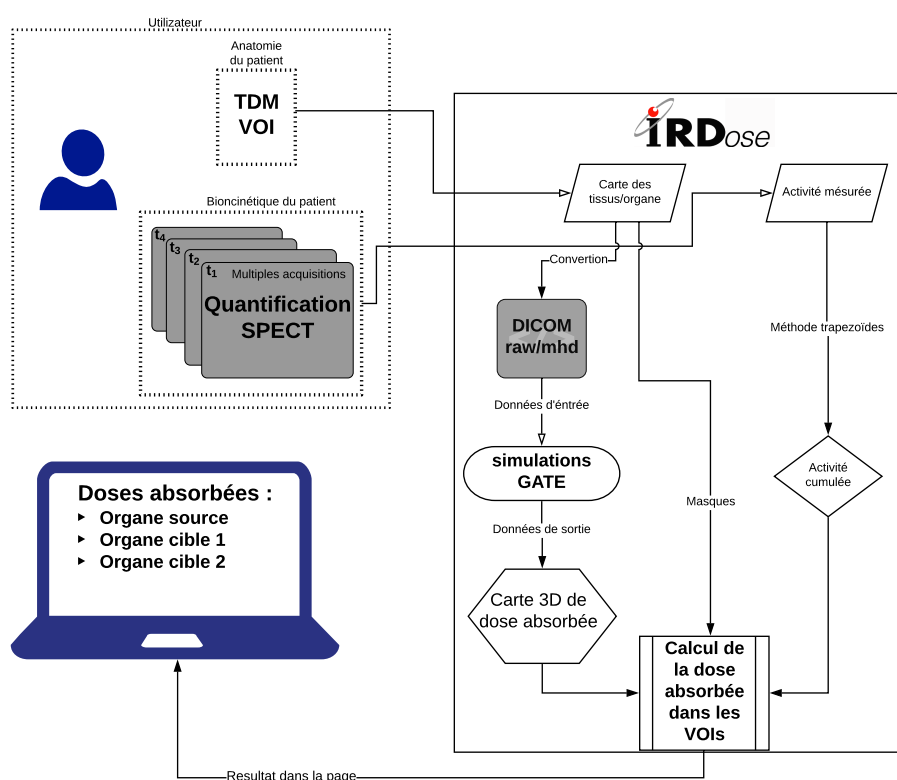 Utilisateur
Anatomie
du patient
TDM
VOI
Bioncinétique du patient
t4
t3
t2
t1
Multiples acquisitions
Quantification
SPECT
iRDose
Carte des
tissus/organe
Activité mésurée
Convertion
DICOM
raw/mhd
Données d'éntrée
simulations
GATE
Données de sortie
Carte 3D de
dose absorbée
Masques
Méthode trapezoïdes
Activité
cumulée
Calcul de
la dose
absorbée
dans les
VOIs
Doses absorbées :
Organe source
Organe cible 1
Organe cible 2
Resultat dans la page